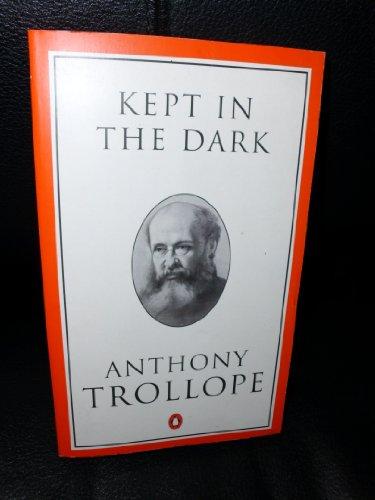 KEPT IN
THE DARK
ANTHONY
TROLLOPE